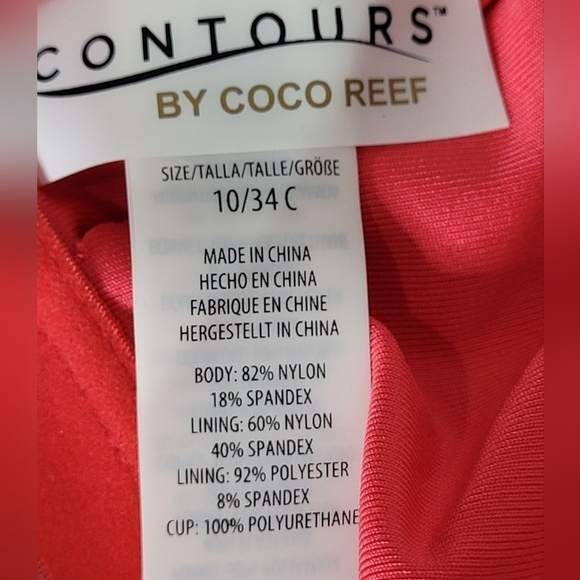 CONTOURS™
BY COCO REEF
SIZE/TALLA/TALLE/GRÖßE
10/34 C
MADE IN CHINA
HECHO EN CHINA
FABRIQUE EN CHINE
HERGESTELLT IN CHINA
BODY: 82% NYLON
18% SPANDEX
LINING: 60% NYLON
40% SPANDEX
LINING: 92% POLYESTER
8% SPANDEX
CUP: 100% POLYURETHANE